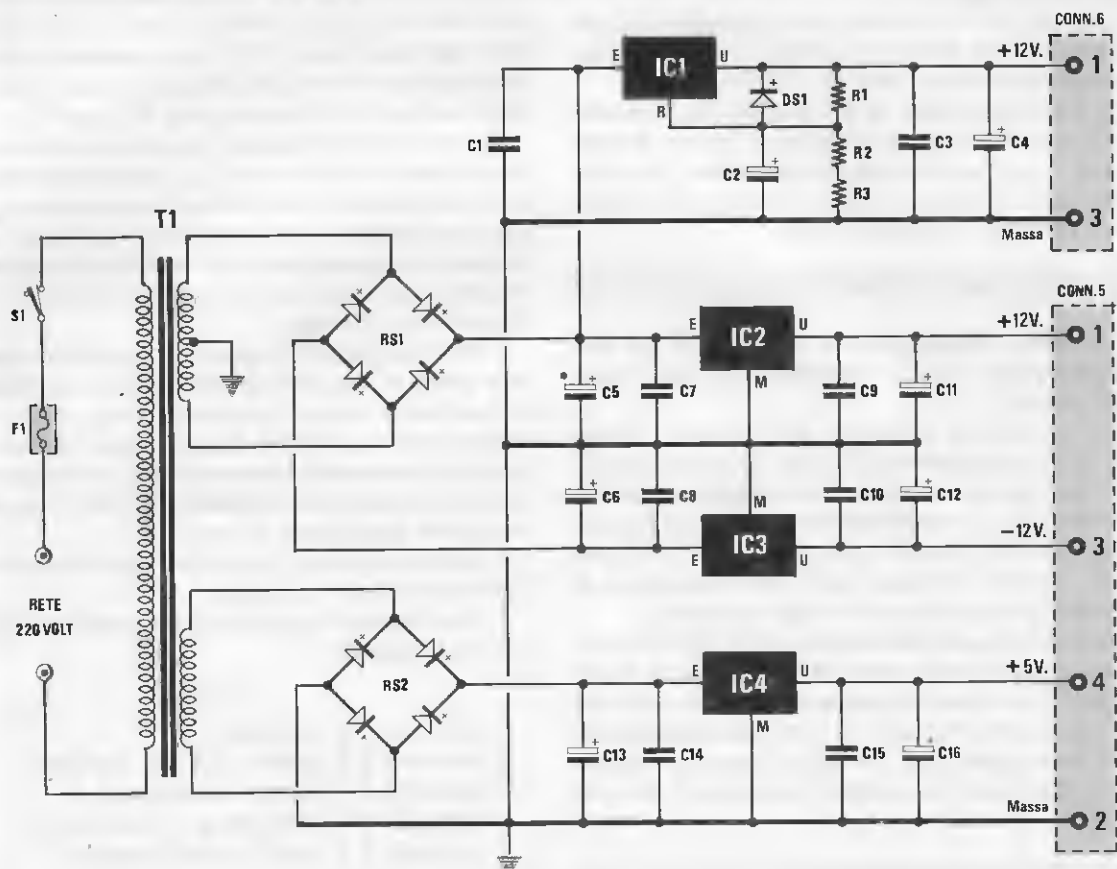 CONN.6
E IC1 U +12V. 1
R DS1 R1
C1 C2 R2 C3 C4
R3
T1 Massa 3
CONN.5
S1 RS1 E IC2 U +12V. 1
M
C5 C7 C9 C11
F1
C6 C8 M C10 C12
E IC3 U -12V. 3
RETE
220 VOLT
RS2 E IC4 U +5V. 4
M
C13 C14 C15 C16
Massa 2